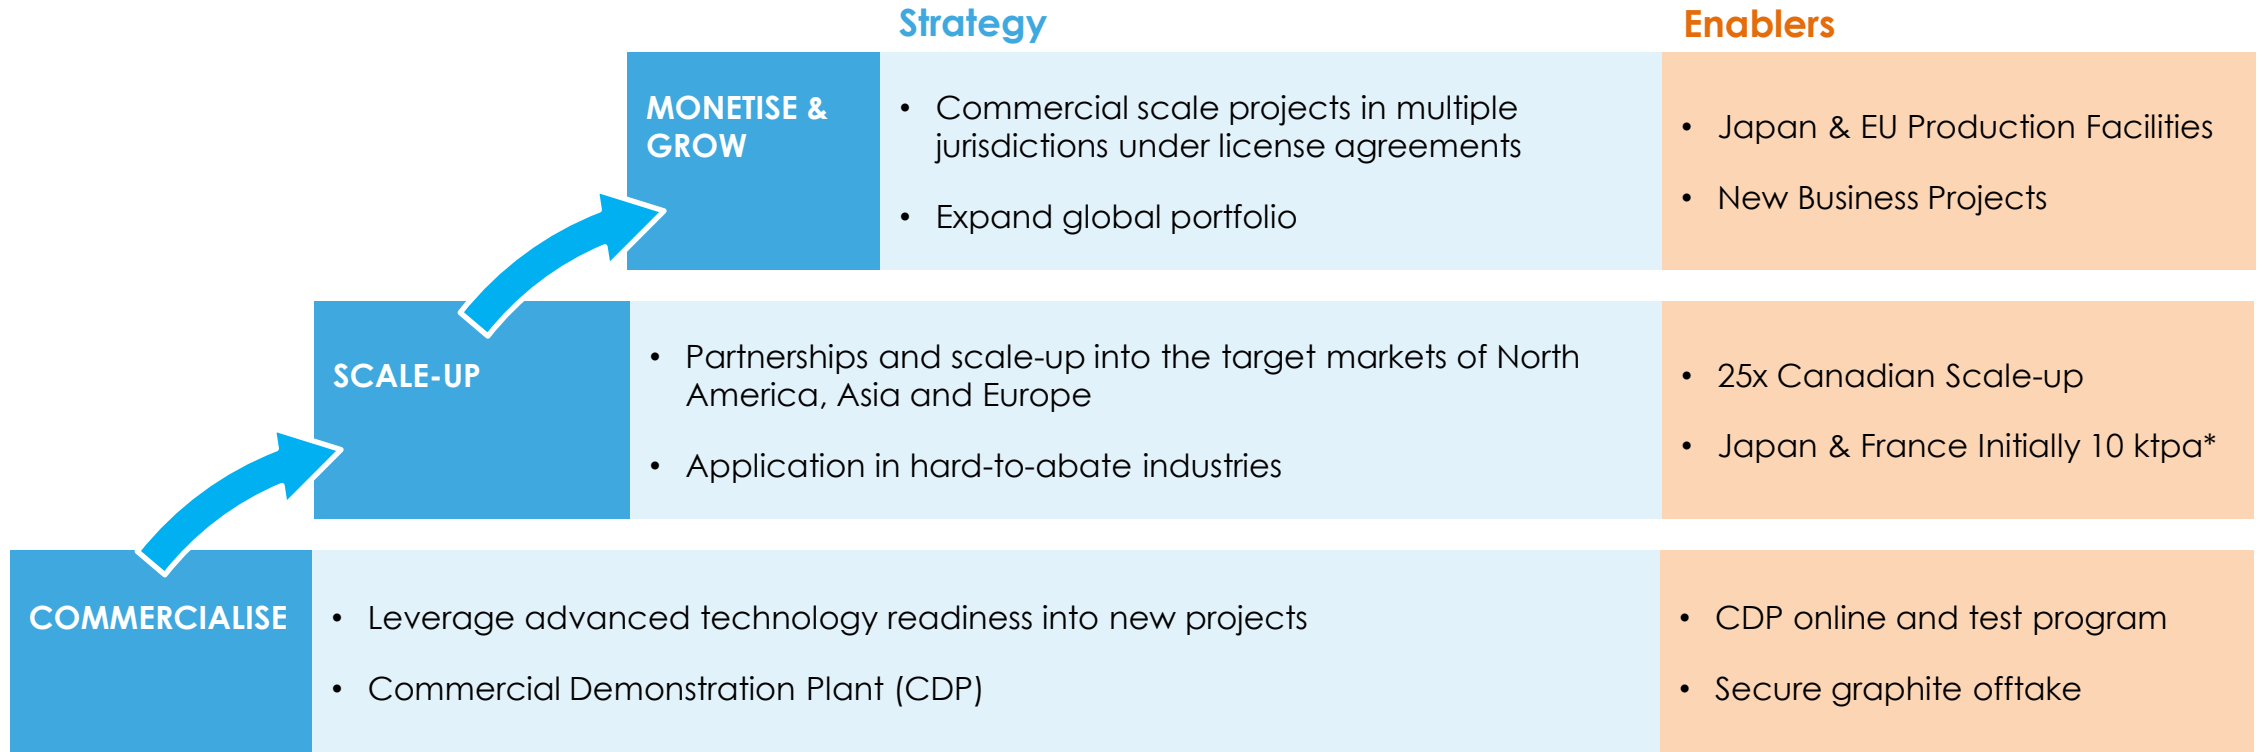 Strategy
Enablers
MONETISE &
GROW
• Commercial scale projects in multiple
jurisdictions under license agreements
• Expand global portfolio
• Japan & EU Production Facilities
• New Business Projects
SCALE-UP
• Partnerships and scale-up into the target markets of North
America, Asia and Europe
• Application in hard-to-abate industries
• 25x Canadian Scale-up
• Japan & France Initially 10 ktpa*
COMMERCIALISE
• Leverage advanced technology readiness into new projects
• Commercial Demonstration Plant (CDP)
• CDP online and test program
• Secure graphite offtake